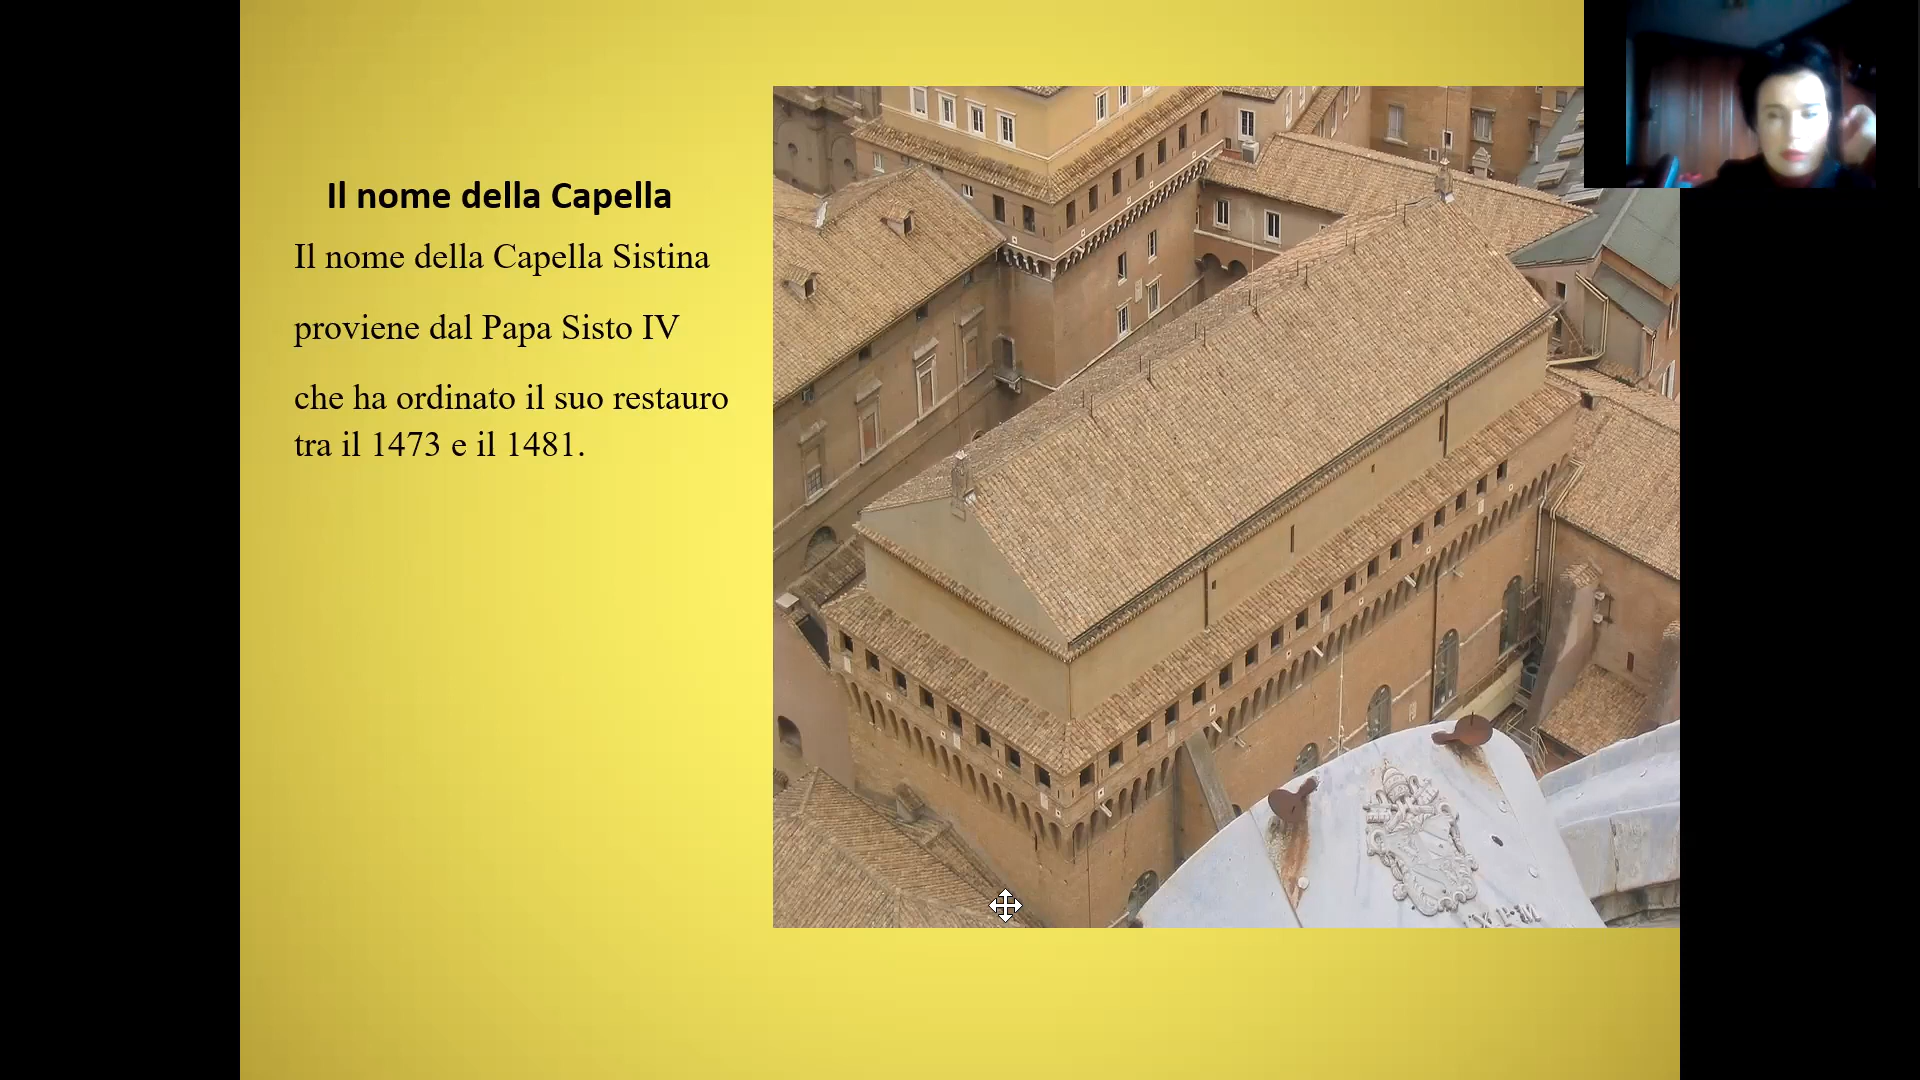 Il nome della Capella
Il nome della Capella Sistina
proviene dal Papa Sisto IV
che ha ordinato il suo restauro
tra il 1473 e il 1481.